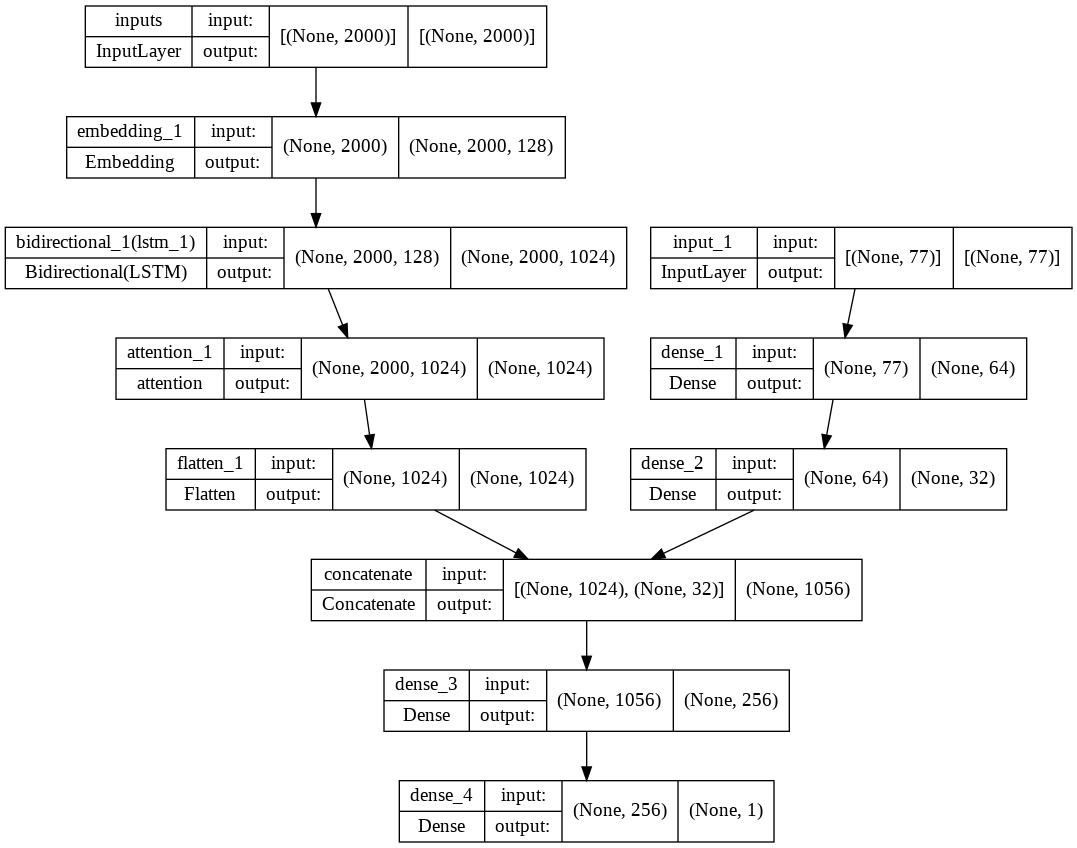 inputs input: [(None, 2000)] [(None, 2000)]
InputLayer output:
embedding_1 input: (None, 2000) (None, 2000, 128)
Embedding output:
bidirectional_1(lstm_1) input: (None, 2000, 128) (None, 2000, 1024)
Bidirectional(LSTM) output:
input_1 input: [(None, 77)] [(None, 77)]
InputLayer output:
attention_1 input: (None, 2000, 1024) (None, 1024)
attention output:
dense_1 input: (None, 77) (None, 64)
Dense output:
flatten_1 input: (None, 1024) (None, 1024)
Flatten output:
dense_2 input: (None, 64) (None, 32)
Dense output:
concatenate input: [(None, 1024), (None, 32)] (None, 1056)
Concatenate output:
dense_3 input: (None, 1056) (None, 256)
Dense output:
dense_4 input: (None, 256) (None, 1)
Dense output: